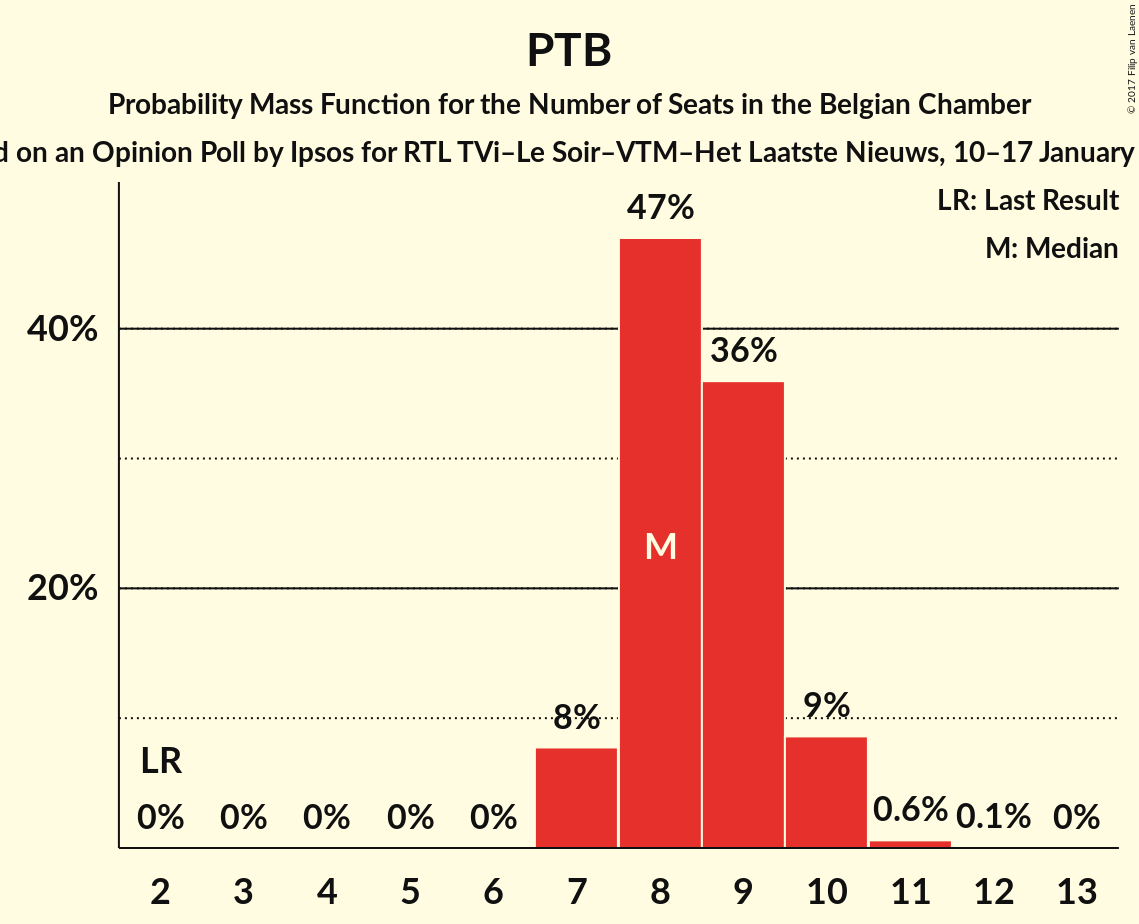 PTB
Probability Mass Function for the Number of Seats in the Belgian Chamber
d on an Opinion Poll by Ipsos for RTL TVi–Le Soir–VTM–Het Laatste Nieuws, 10–17 January
© 2017 Filip van Laenen
LR: Last Result
M: Median
47%
40%
36%
M
20%
8%
9%
LR
0% 0% 0% 0% 0% 0.6% 0.1% 0%
2 3 4 5 6 7 8 9 10 11 12 13